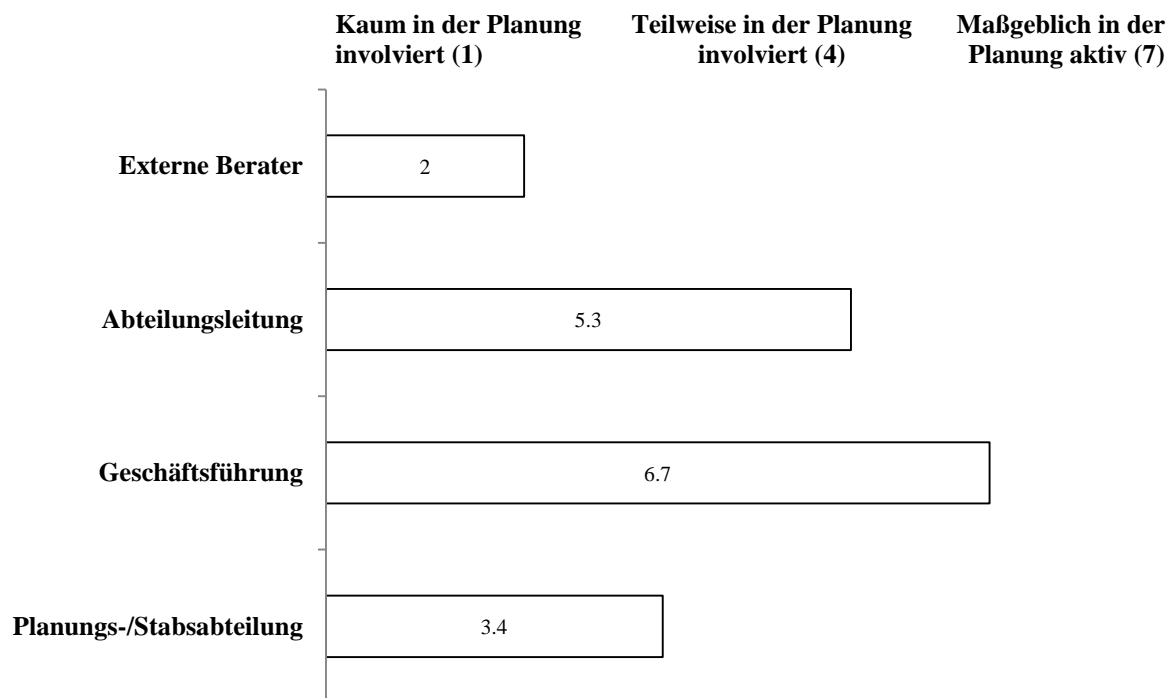 Kaum in der Planung
involviert (1)
Teilweise in der Planung
involviert (4)
Maßgeblich in der
Planung aktiv (7)
Externe Berater
2
Abteilungsleitung
5.3
Geschäftsführung
6.7
Planungs-/Stabsabteilung
3.4